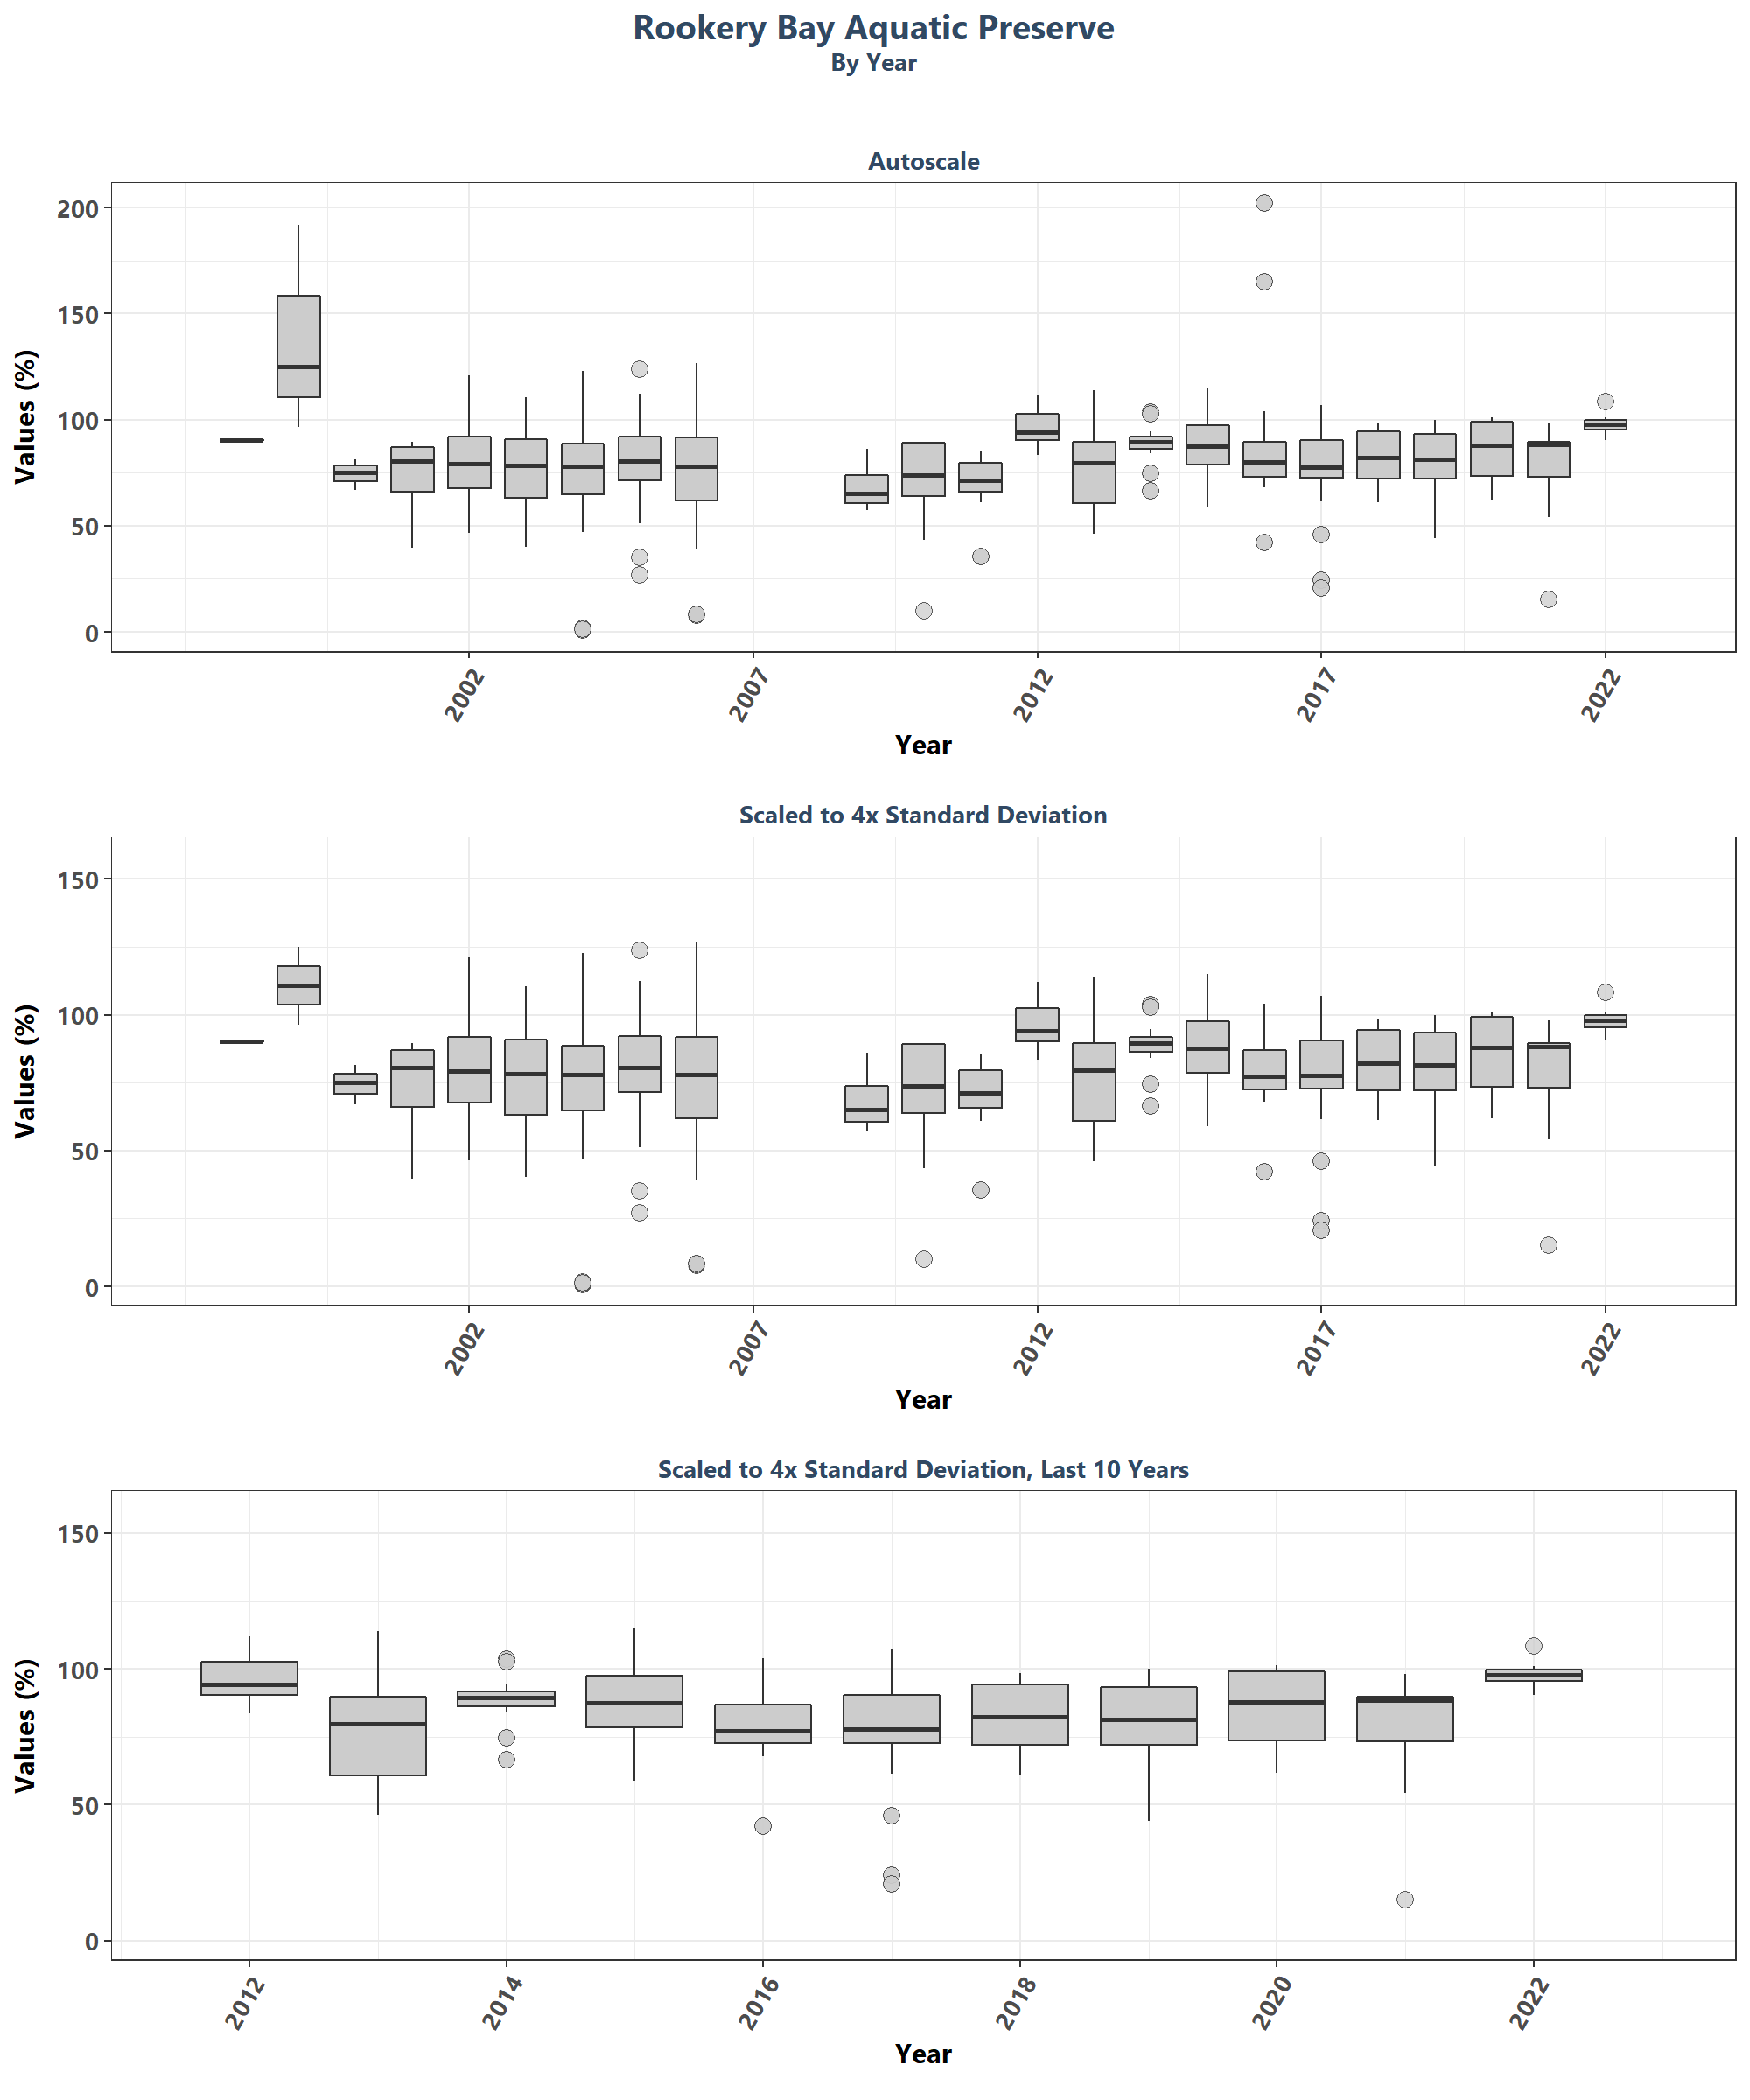 Rookery Bay Aquatic Preserve
By Year
Autoscale
Values (%)
200
150
100
50
0
2002
2007
2012
2017
2022
Year
Scaled to 4x Standard Deviation
Values (%)
150
100
50
0
2002
2007
2012
2017
2022
Year
Scaled to 4x Standard Deviation, Last 10 Years
Values (%)
150
100
50
0
2012
2014
2016
2018
2020
2022
Year